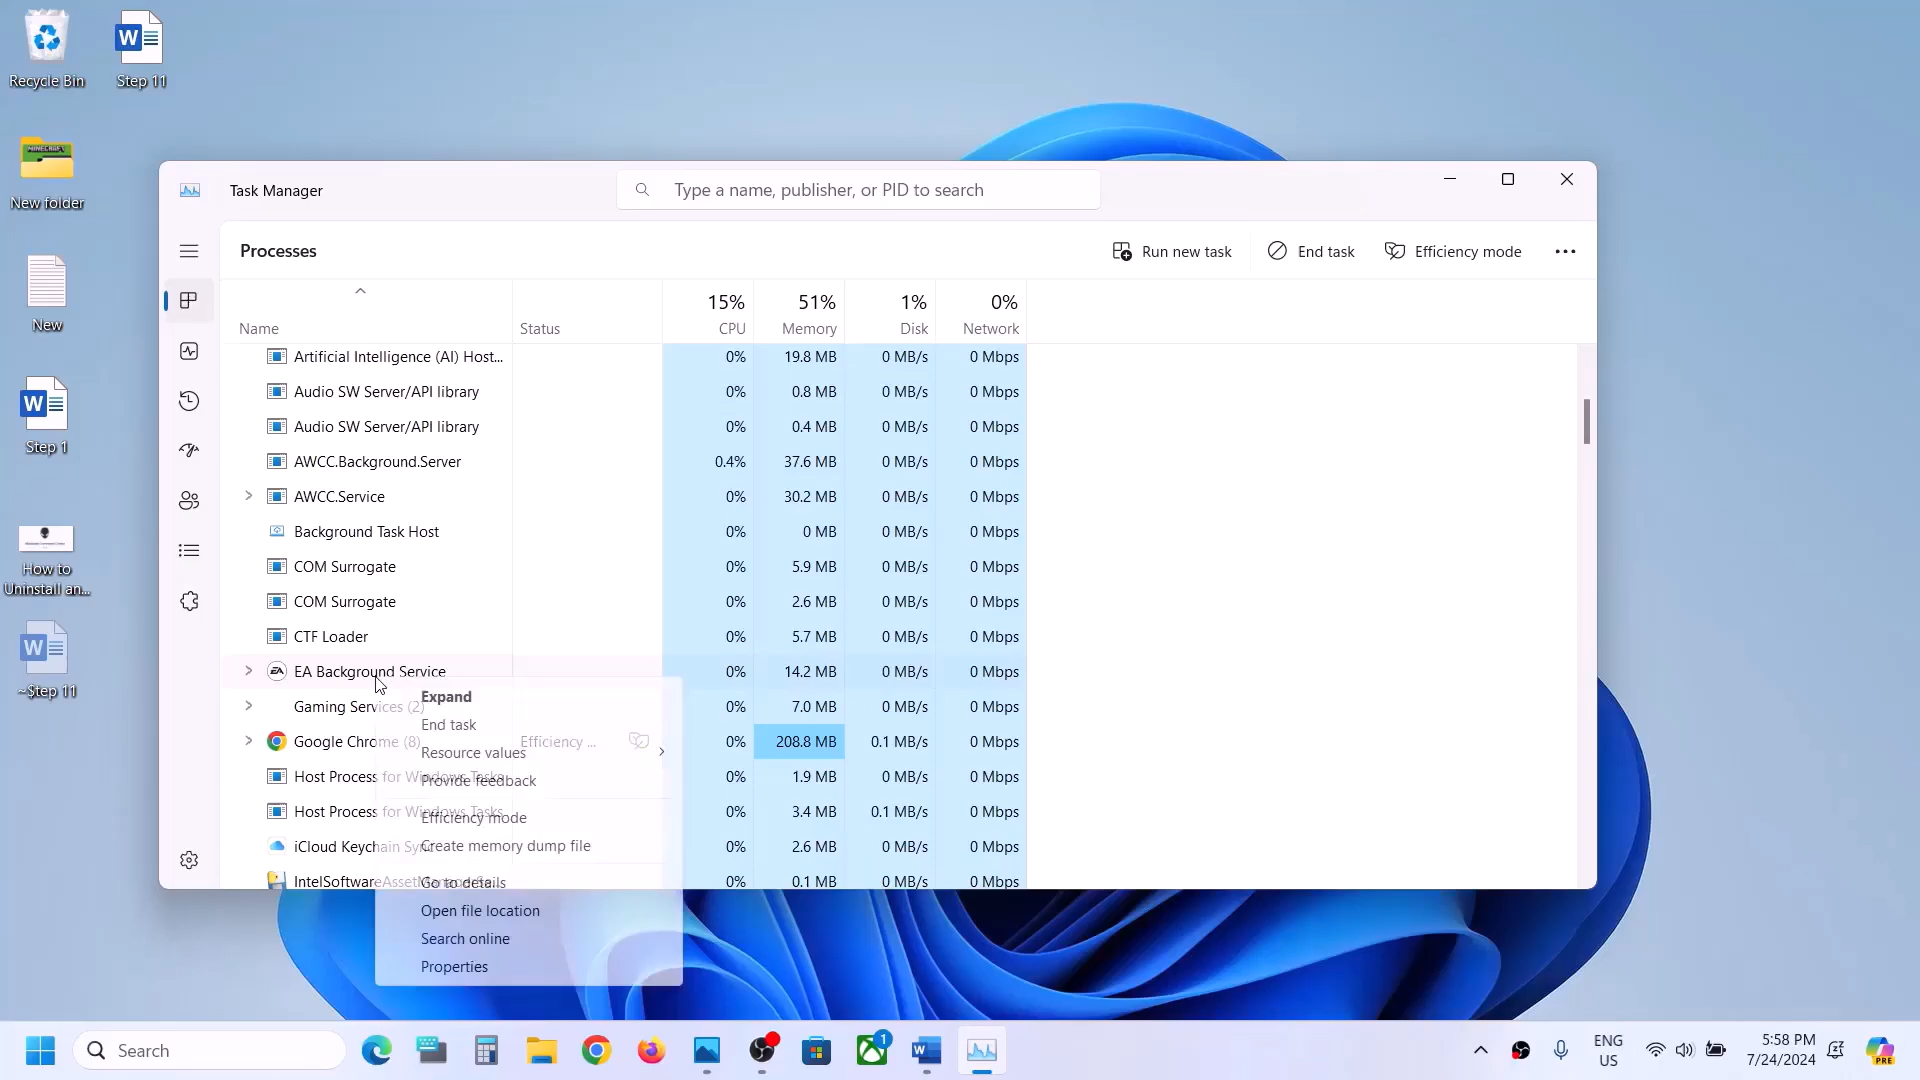 Recycle Bin
Step 11
New folder
New
Step 1
How to
Uninstall an...
~$tep 11
Task Manager
Type a name, publisher, or PID to search
Processes
Run new task
End task
Efficiency mode
15% 51% 1% 0%
Name Status CPU Memory Disk Network
Artificial Intelligence (AI) Host... 0% 19.8 MB 0 MB/s 0 Mbps
Audio SW Server/API library 0% 0.8 MB 0 MB/s 0 Mbps
Audio SW Server/API library 0% 0.4 MB 0 MB/s 0 Mbps
AWCC.Background.Server 0.4% 37.6 MB 0 MB/s 0 Mbps
AWCC.Service 0% 30.2 MB 0 MB/s 0 Mbps
Background Task Host 0% 0 MB 0 MB/s 0 Mbps
COM Surrogate 0% 5.9 MB 0 MB/s 0 Mbps
COM Surrogate 0% 2.6 MB 0 MB/s 0 Mbps
CTF Loader 0% 5.7 MB 0 MB/s 0 Mbps
EA Background Service 0% 14.2 MB 0 MB/s 0 Mbps
Gaming Services (2) 0% 7.0 MB 0 MB/s 0 Mbps
Google Chrome (8) Efficiency ... 0% 208.8 MB 0.1 MB/s 0 Mbps
Host Process for Windows Tasks 0% 1.9 MB 0 MB/s 0 Mbps
Host Process for Windows Tasks 0% 3.4 MB 0.1 MB/s 0 Mbps
iCloud Keychain Sync 0% 2.6 MB 0 MB/s 0 Mbps
IntelSoftwareAsset 0% 0.1 MB 0 MB/s 0 Mbps
Expand
End task
Resource values
Provide feedback
Efficiency mode
Create memory dump file
Go to details
Open file location
Search online
Properties
Search
1
ENG
US
5:58 PM
7/24/2024
PRE